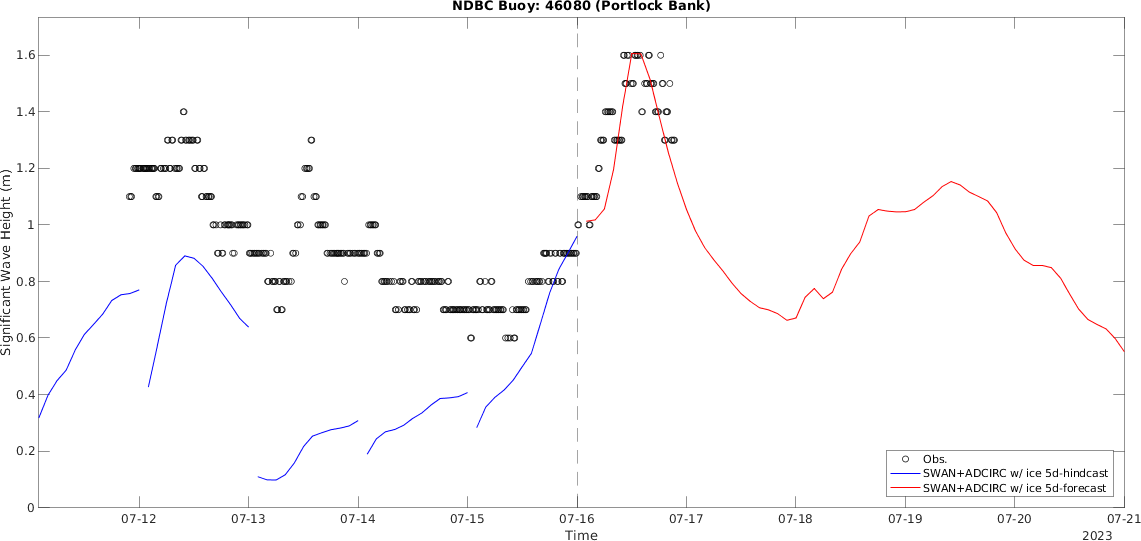 NDBC Buoy: 46080 (Portlock Bank)
1.6
1.4
1.2
1
0.8
0.6
0.4
0.2
0
Significant Wave Height (m)
Obs.
SWAN+ADCIRC w/ ice 5d-hindcast
SWAN+ADCIRC w/ ice 5d-forecast
07-12 07-13 07-14 07-15 07-16 07-17 07-18 07-19 07-20 07-21
Time
2023